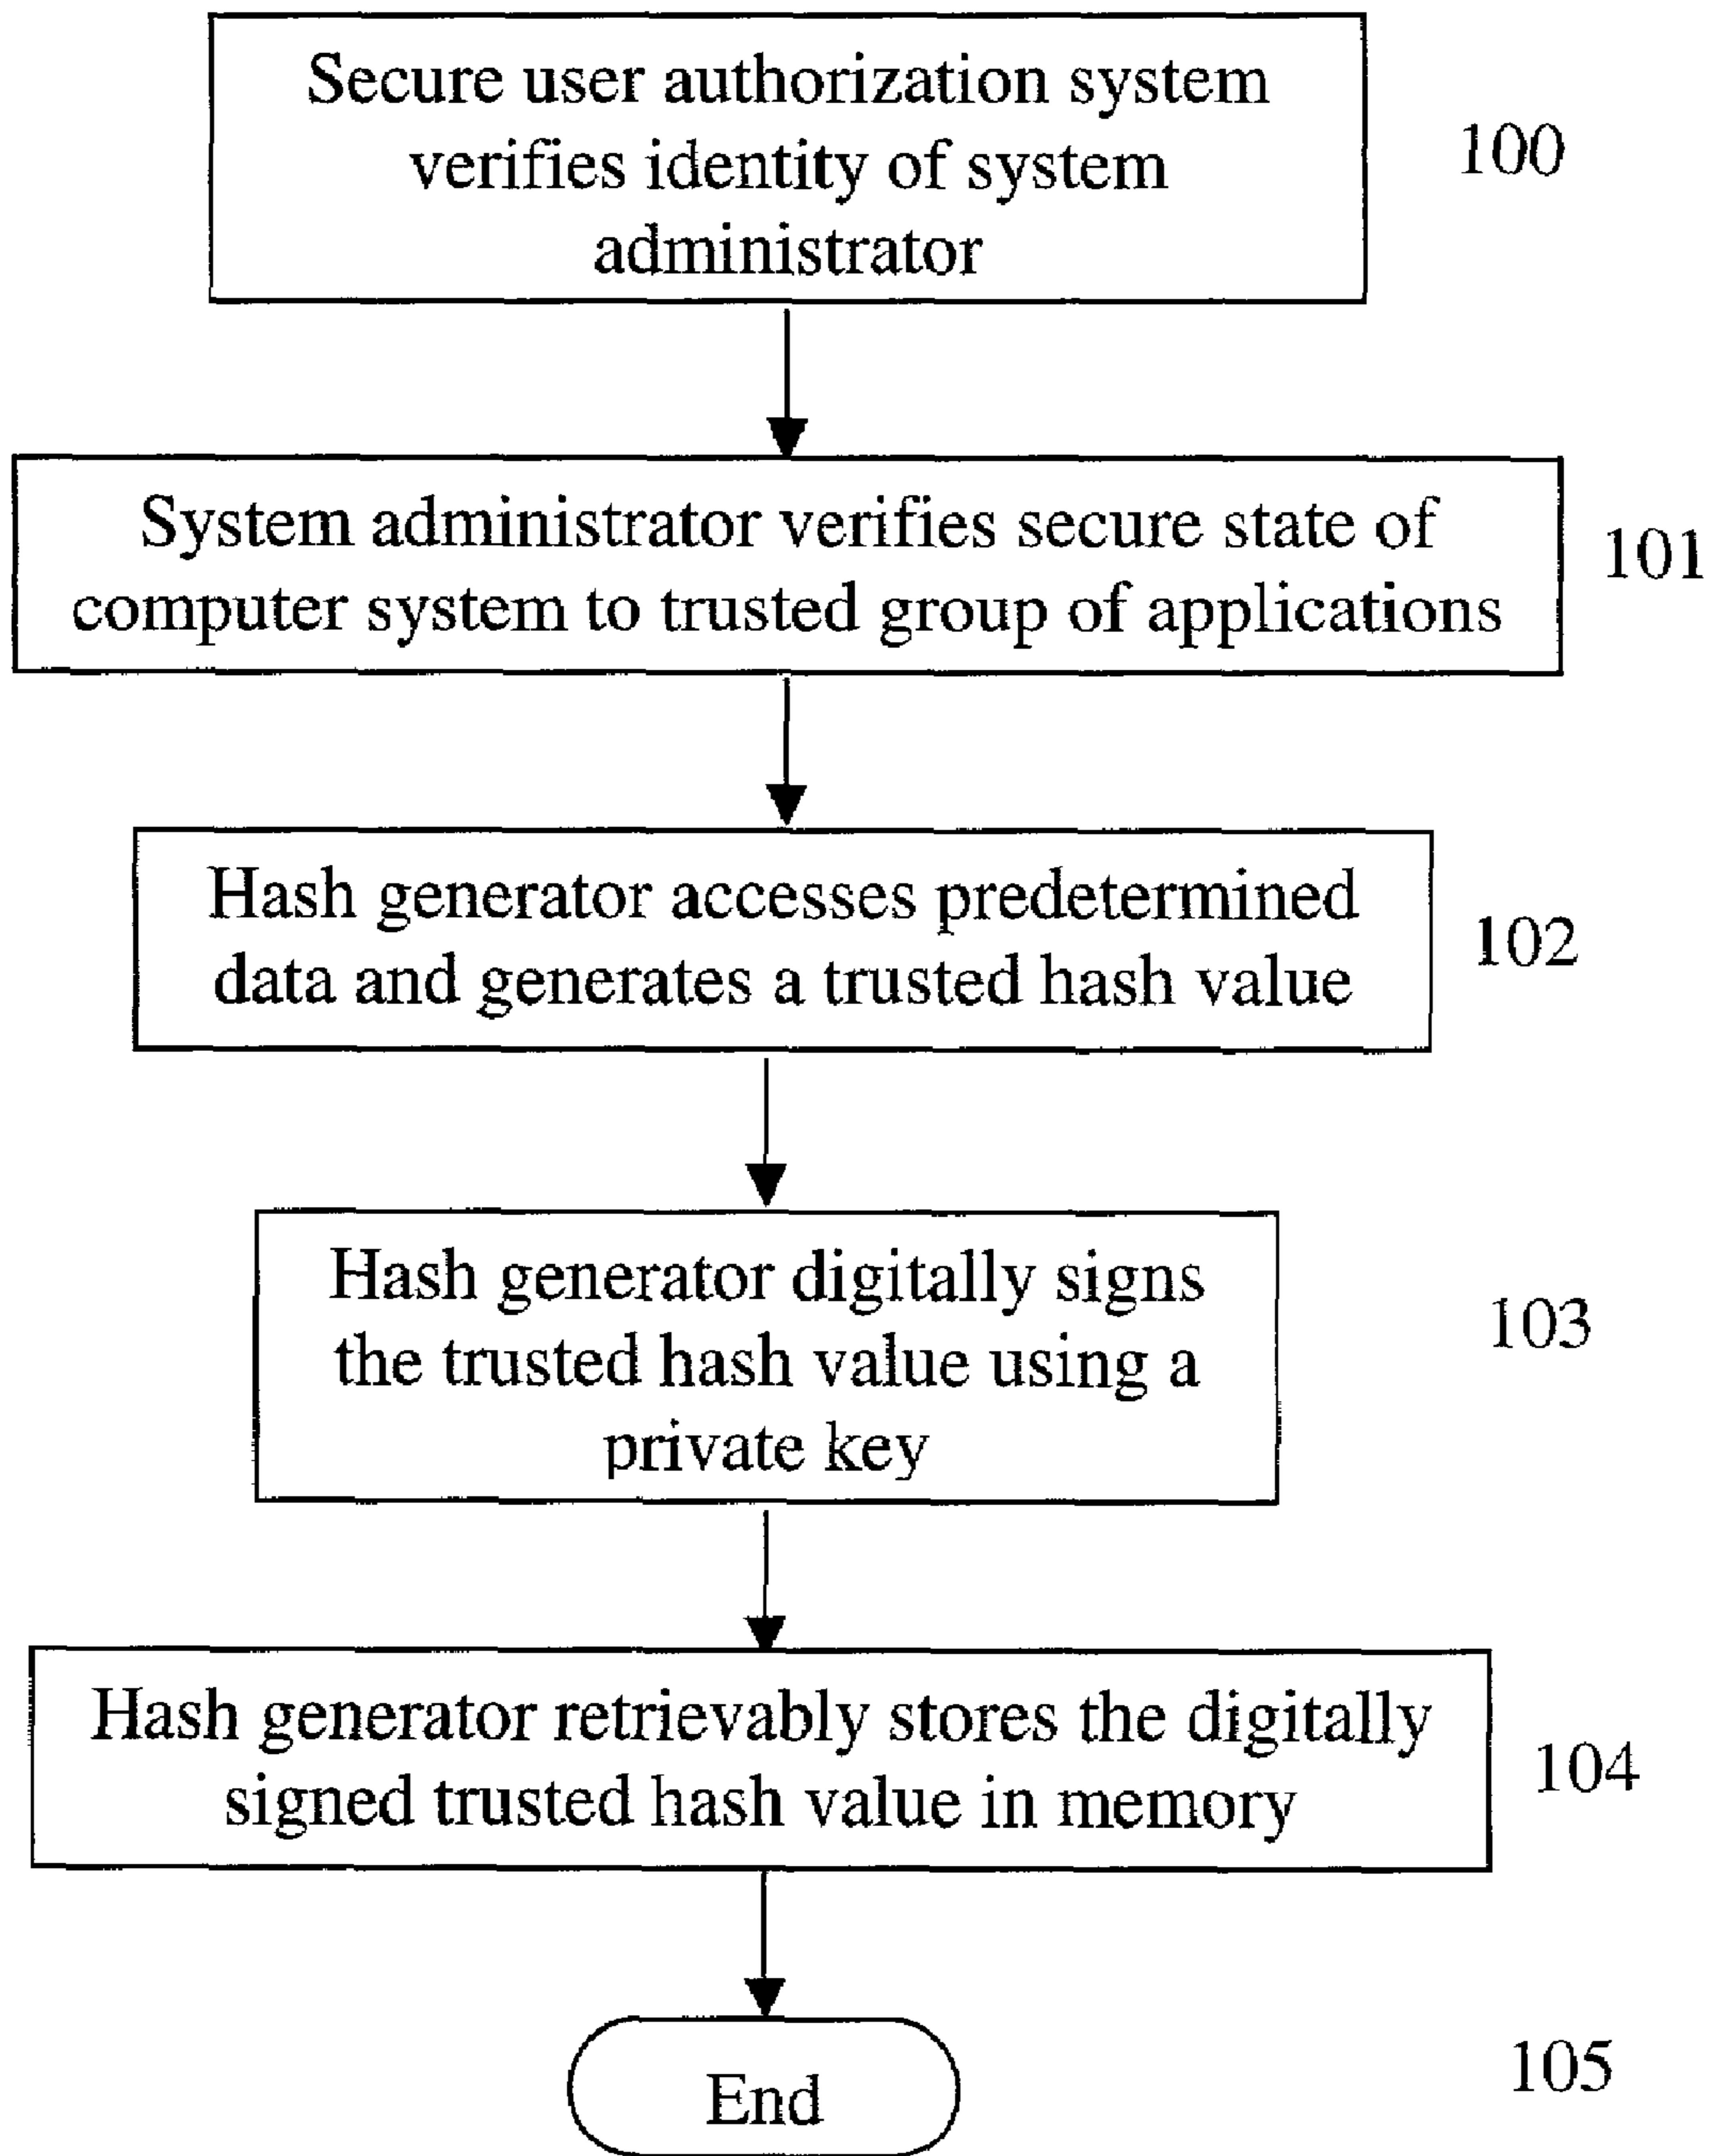 Secure user authorization system
verifies identity of system
administrator
100
System administrator verifies secure state of
computer system to trusted group of applications
101
Hash generator accesses predetermined
data and generates a trusted hash value
102
Hash generator digitally signs
the trusted hash value using a
private key
103
Hash generator retrievably stores the digitally
signed trusted hash value in memory
104
End
105